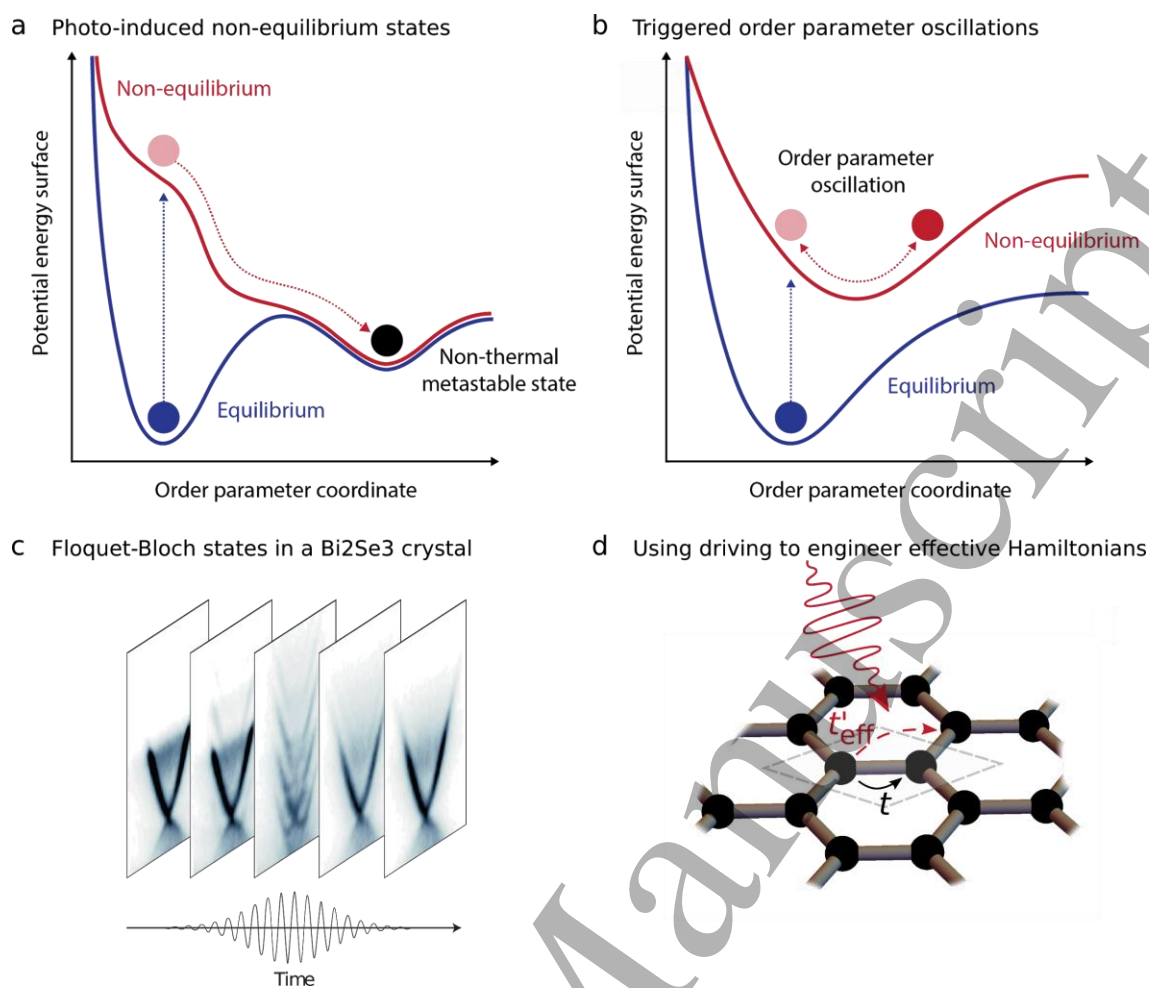 a Photo-induced non-equilibrium states
Potential energy surface
Non-equilibrium
Equilibrium
Non-thermal
metastable state
Order parameter coordinate
b Triggered order parameter oscillations
Potential energy surface
Order parameter
oscillation
Non-equilibrium
Equilibrium
Order parameter coordinate
c Floquet-Bloch states in a Bi2Se3 crystal
Time
d Using driving to engineer effective Hamiltonians
t'eff
t
Manuscript